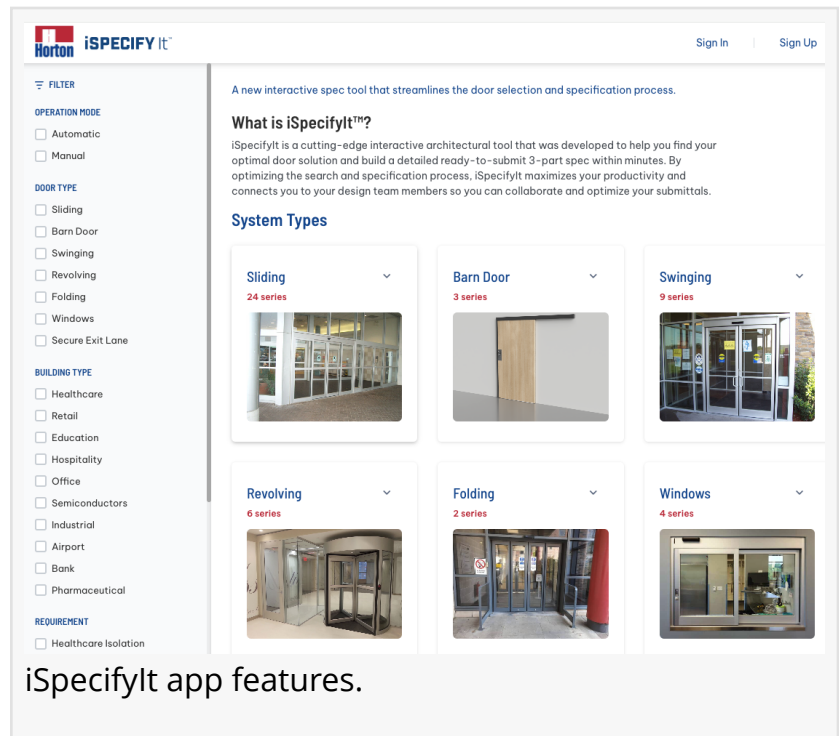 Horton iSPECIFY It™
Sign In Sign Up
FILTER
OPERATION MODE
Automatic
Manual
DOOR TYPE
Sliding
Barn Door
Swinging
Revolving
Folding
Windows
Secure Exit Lane
BUILDING TYPE
Healthcare
Retail
Education
Hospitality
Office
Semiconductors
Industrial
Airport
Bank
Pharmaceutical
REQUIREMENT
Healthcare Isolation
A new interactive spec tool that streamlines the door selection and specification process.
What is iSpecifyIt™?
iSpecifyIt is a cutting-edge interactive architectural tool that was developed to help you find your
optimal door solution and build a detailed ready-to-submit 3-part spec within minutes. By
optimizing the search and specification process, iSpecifyIt maximizes your productivity and
connects you to your design team members so you can collaborate and optimize your submittals.
System Types
Sliding
24 series
Barn Door
3 series
Swinging
9 series
Revolving
6 series
Folding
2 series
Windows
4 series
iSpecifyIt app features.